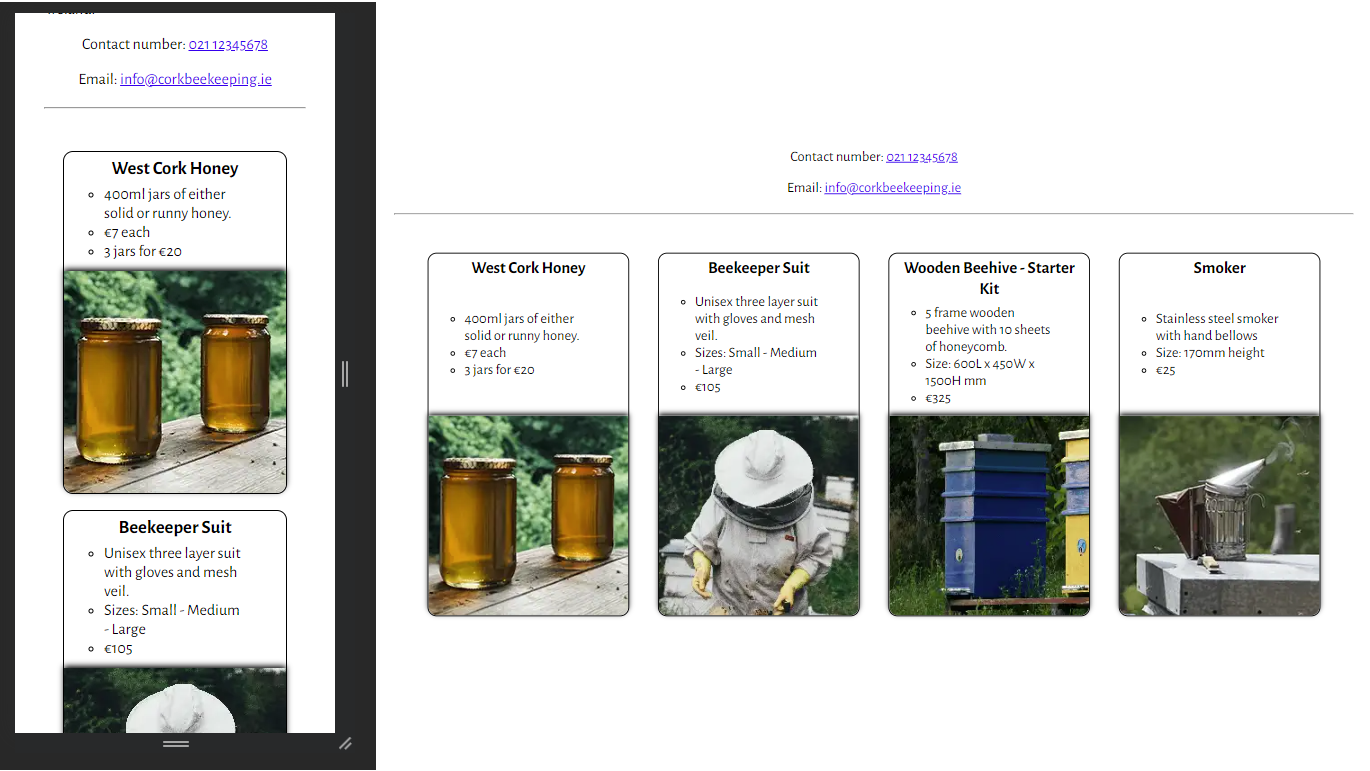 Contact number: 021 12345678
Email: info@corkbeekeeping.ie
West Cork Honey
400ml jars of either
solid or runny honey.
€7 each
3 jars for €20
Beekeeper Suit
Unisex three layer suit
with gloves and mesh
veil.
Sizes: Small - Medium
- Large
€105
Contact number: 021 12345678
Email: info@corkbeekeeping.ie
West Cork Honey
400ml jars of either
solid or runny honey.
€7 each
3 jars for €20
Beekeeper Suit
Unisex three layer suit
with gloves and mesh
veil.
Sizes: Small - Medium
- Large
€105
Wooden Beehive - Starter
Kit
5 frame wooden
beehive with 10 sheets
of honeycomb.
Size: 600L x 450W x
1500H mm
€325
Smoker
Stainless steel smoker
with hand bellows
Size: 170mm height
€25